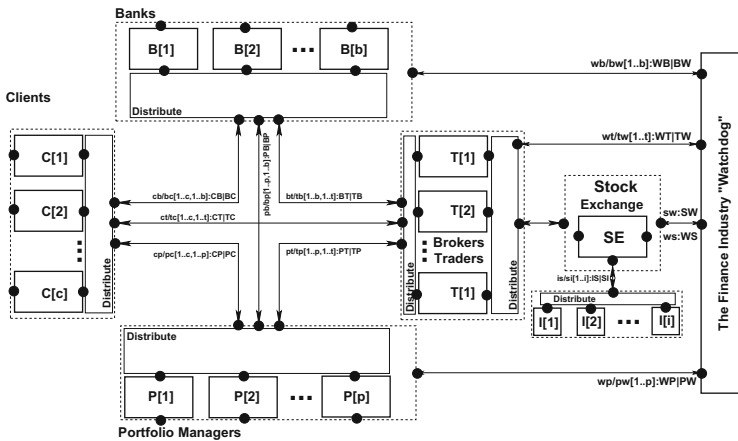 Banks
B[1]
B[2]
B[b]
Distribute
wb/bw[1..b]:WB|BW
Clients
C[1]
C[2]
C[c]
Distribute
cb/bc[1..c,1..b]:CB|BC
pb/bp[1..p,1..b]:PB|BP
bt/tb[1..b,1..t]:BT|TB
ct/tc[1..c,1..t]:CT|TC
cp/pc[1..c,1..p]:CP|PC
pt/tp[1..p,1..t]:PT|TP
Distribute
T[1]
T[2]
Brokers
Traders
T[1]
Distribute
wt/tw[1..t]:WT|TW
Stock
Exchange
SE
sw:SW
ws:WS
is/si[1..i]:IS|SI
Distribute
I[1]
I[2]
I[i]
The Finance Industry "Watchdog"
Distribute
P[1]
P[2]
P[p]
Portfolio Managers
wp/pw[1..p]:WP|PW